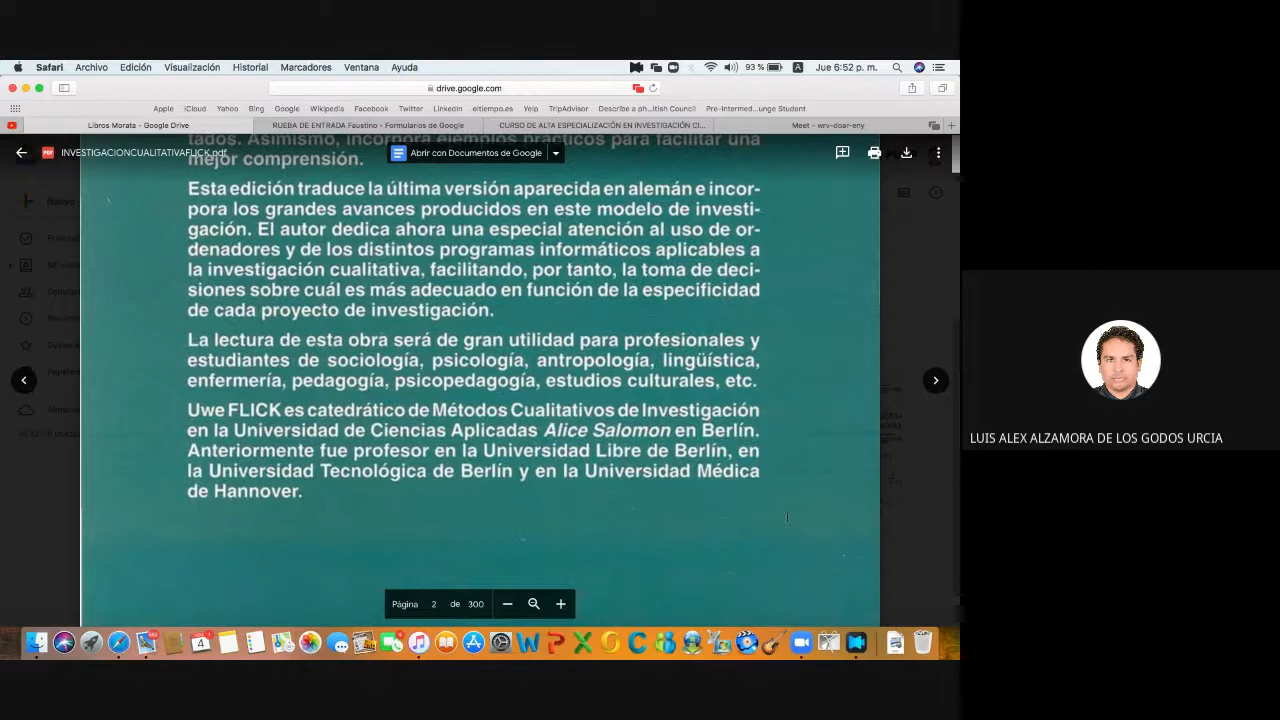 Safari Archivo Edición Visualización Historial Marcadores Ventana Ayuda
93 % Jue 6:52 p. m.
drive.google.com
Apple iCloud Yahoo Bing Google Wikipedia Facebook Twitter LinkedIn eltiempo.es Yelp TripAdvisor Describe a ph...itish Council Pre-Intermed...unge Student
Libros Morata - Google Drive
RUEBA DE ENTRADA Faustino - Formularios de Google
CURSO DE ALTA ESPECIALIZACIÓN EN INVESTIGACIÓN CI...
Meet - wrv-doar-eny
tados. Asimismo, incorpora ejemplos prácticos para facilitar una
INVESTIGACIONCUALITATIVAFLICK.pdf
Abrir con Documentos de Google
mejor comprensión.
Esta edición traduce la última versión aparecida en alemán e incor-
pora los grandes avances producidos en este modelo de investi-
gación. El autor dedica ahora una especial atención al uso de or-
denadores y de los distintos programas informáticos aplicables a
la investigación cualitativa, facilitando, por tanto, la toma de deci-
siones sobre cuál es más adecuado en función de la especificidad
de cada proyecto de investigación.
La lectura de esta obra será de gran utilidad para profesionales y
estudiantes de sociología, psicología, antropología, lingüística,
enfermería, pedagogía, psicopedagogía, estudios culturales, etc.
Uwe FLICK es catedrático de Métodos Cualitativos de Investigación
en la Universidad de Ciencias Aplicadas Alice Salomon en Berlín.
Anteriormente fue profesor en la Universidad Libre de Berlín, en
la Universidad Tecnológica de Berlín y en la Universidad Médica
de Hannover.
Página 2 de 300
LUIS ALEX ALZAMORA DE LOS GODOS URCIA